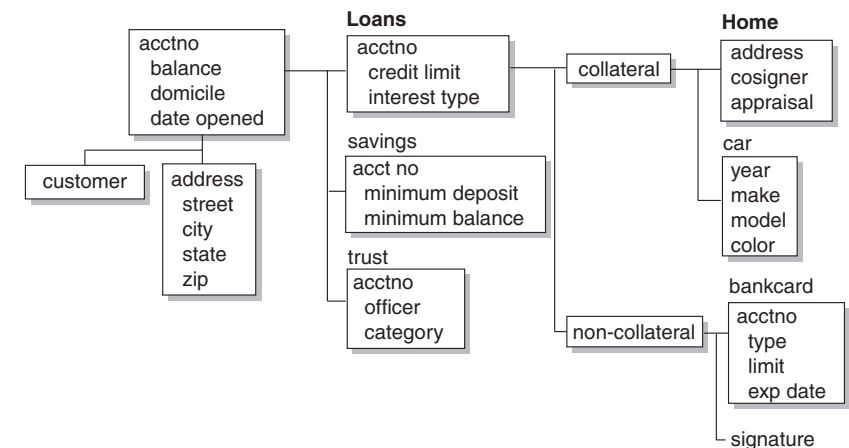 acctno
balance
domicile
date opened
customer
address
street
city
state
zip
Loans
acctno
credit limit
interest type
savings
acct no
minimum deposit
minimum balance
trust
acctno
officer
category
collateral
non-collateral
Home
address
cosigner
appraisal
car
year
make
model
color
bankcard
acctno
type
limit
exp date
signature